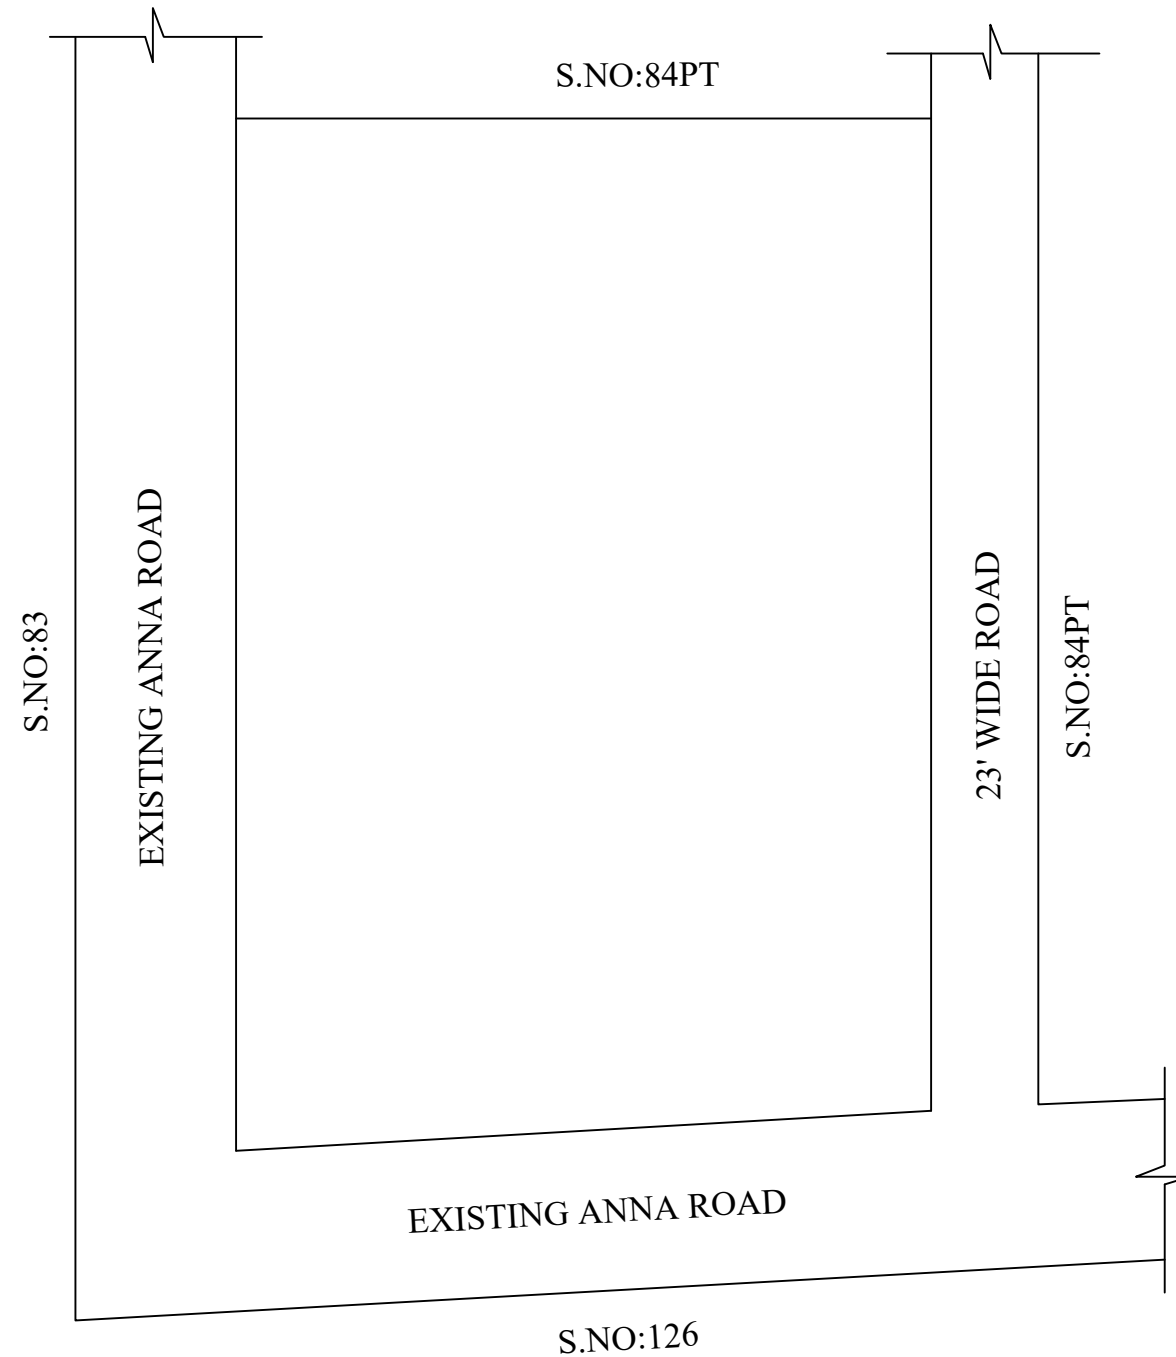 S.NO:84PT
S.NO:83
EXISTING ANNA ROAD
23' WIDE ROAD
S.NO:84PT
EXISTING ANNA ROAD
S.NO:126